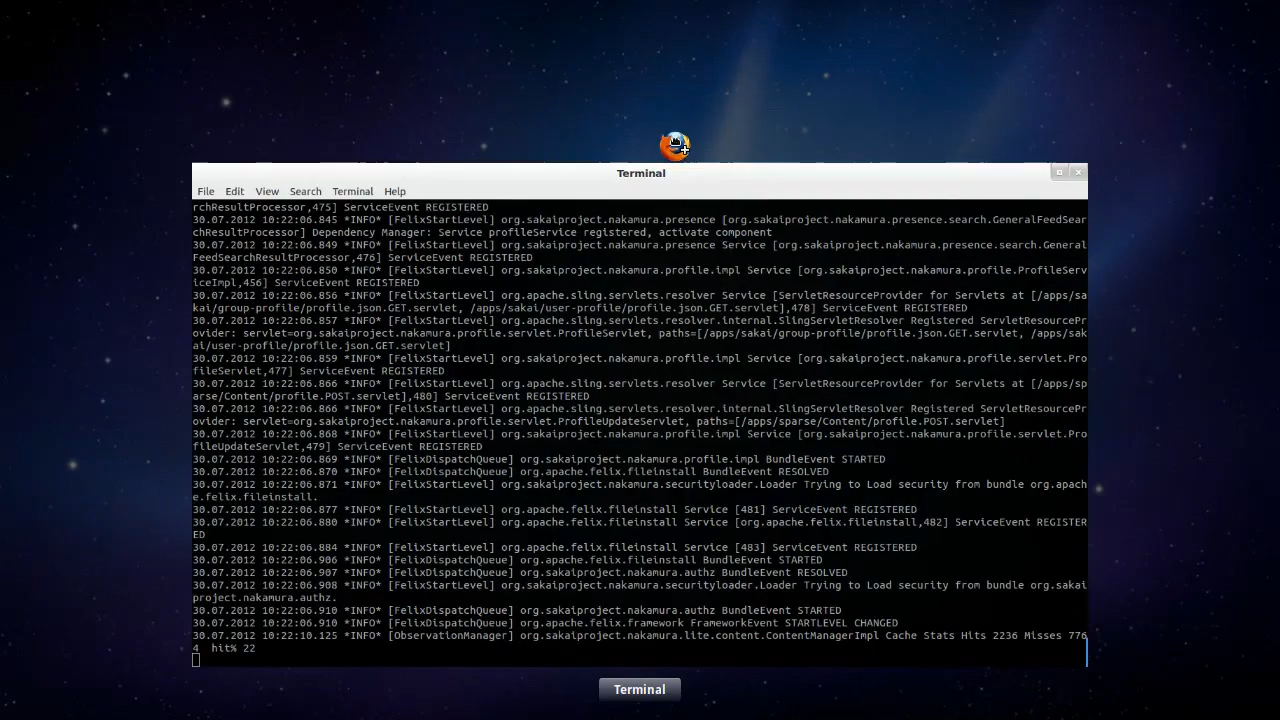 Terminal
File Edit View Search Terminal Help
rchResultProcessor,475] ServiceEvent REGISTERED
30.07.2012 10:22:06.845 *INFO* [FelixStartLevel] org.sakaiproject.nakamura.presence [org.sakaiproject.nakamura.presence.search.GeneralFeedSear
chResultProcessor] Dependency Manager: Service profileService registered, activate component
30.07.2012 10:22:06.849 *INFO* [FelixStartLevel] org.sakaiproject.nakamura.presence Service [org.sakaiproject.nakamura.presence.search.General
FeedSearchResultProcessor,476] ServiceEvent REGISTERED
30.07.2012 10:22:06.850 *INFO* [FelixStartLevel] org.sakaiproject.nakamura.profile.impl Service [org.sakaiproject.nakamura.profile.ProfileServ
iceImpl,456] ServiceEvent REGISTERED
30.07.2012 10:22:06.856 *INFO* [FelixStartLevel] org.apache.sling.servlets.resolver Service [ServletResourceProvider for Servlets at [/apps/sa
kai/group-profile/profile.json.GET.servlet, /apps/sakai/user-profile/profile.json.GET.servlet],478] ServiceEvent REGISTERED
30.07.2012 10:22:06.857 *INFO* [FelixStartLevel] org.apache.sling.servlets.resolver.internal.SlingServletResolver Registered ServletResourcePr
ovider: servlet=org.sakaiproject.nakamura.profile.servlet.ProfileServlet, paths=[/apps/sakai/group-profile/profile.json.GET.servlet, /apps/sak
ai/user-profile/profile.json.GET.servlet]
30.07.2012 10:22:06.859 *INFO* [FelixStartLevel] org.sakaiproject.nakamura.profile.impl Service [org.sakaiproject.nakamura.profile.servlet.Pro
fileServlet,477] ServiceEvent REGISTERED
30.07.2012 10:22:06.866 *INFO* [FelixStartLevel] org.apache.sling.servlets.resolver Service [ServletResourceProvider for Servlets at [/apps/sp
arse/Content/profile.POST.servlet],480] ServiceEvent REGISTERED
30.07.2012 10:22:06.866 *INFO* [FelixStartLevel] org.apache.sling.servlets.resolver.internal.SlingServletResolver Registered ServletResourcePr
ovider: servlet=org.sakaiproject.nakamura.profile.servlet.ProfileUpdateServlet, paths=[/apps/sparse/Content/profile.POST.servlet]
30.07.2012 10:22:06.868 *INFO* [FelixStartLevel] org.sakaiproject.nakamura.profile.impl Service [org.sakaiproject.nakamura.profile.servlet.Pro
fileUpdateServlet,479] ServiceEvent REGISTERED
30.07.2012 10:22:06.869 *INFO* [FelixDispatchQueue] org.sakaiproject.nakamura.profile.impl BundleEvent STARTED
30.07.2012 10:22:06.870 *INFO* [FelixDispatchQueue] org.apache.felix.fileinstall BundleEvent RESOLVED
30.07.2012 10:22:06.871 *INFO* [FelixStartLevel] org.sakaiproject.nakamura.securityloader.Loader Trying to Load security from bundle org.apach
e.felix.fileinstall.
30.07.2012 10:22:06.877 *INFO* [FelixStartLevel] org.apache.felix.fileinstall Service [481] ServiceEvent REGISTERED
30.07.2012 10:22:06.880 *INFO* [FelixStartLevel] org.apache.felix.fileinstall Service [org.apache.felix.fileinstall,482] ServiceEvent REGISTER
ED
30.07.2012 10:22:06.884 *INFO* [FelixStartLevel] org.apache.felix.fileinstall Service [483] ServiceEvent REGISTERED
30.07.2012 10:22:06.906 *INFO* [FelixDispatchQueue] org.apache.felix.fileinstall BundleEvent STARTED
30.07.2012 10:22:06.907 *INFO* [FelixDispatchQueue] org.sakaiproject.nakamura.authz BundleEvent RESOLVED
30.07.2012 10:22:06.908 *INFO* [FelixStartLevel] org.sakaiproject.nakamura.securityloader.Loader Trying to Load security from bundle org.sakai
project.nakamura.authz.
30.07.2012 10:22:06.910 *INFO* [FelixDispatchQueue] org.sakaiproject.nakamura.authz BundleEvent STARTED
30.07.2012 10:22:06.910 *INFO* [FelixDispatchQueue] org.apache.felix.framework FrameworkEvent STARTLEVEL CHANGED
30.07.2012 10:22:10.125 *INFO* [ObservationManager] org.sakaiproject.nakamura.lite.content.ContentManagerImpl Cache Stats Hits 2236 Misses 776
4  hit% 22
Terminal